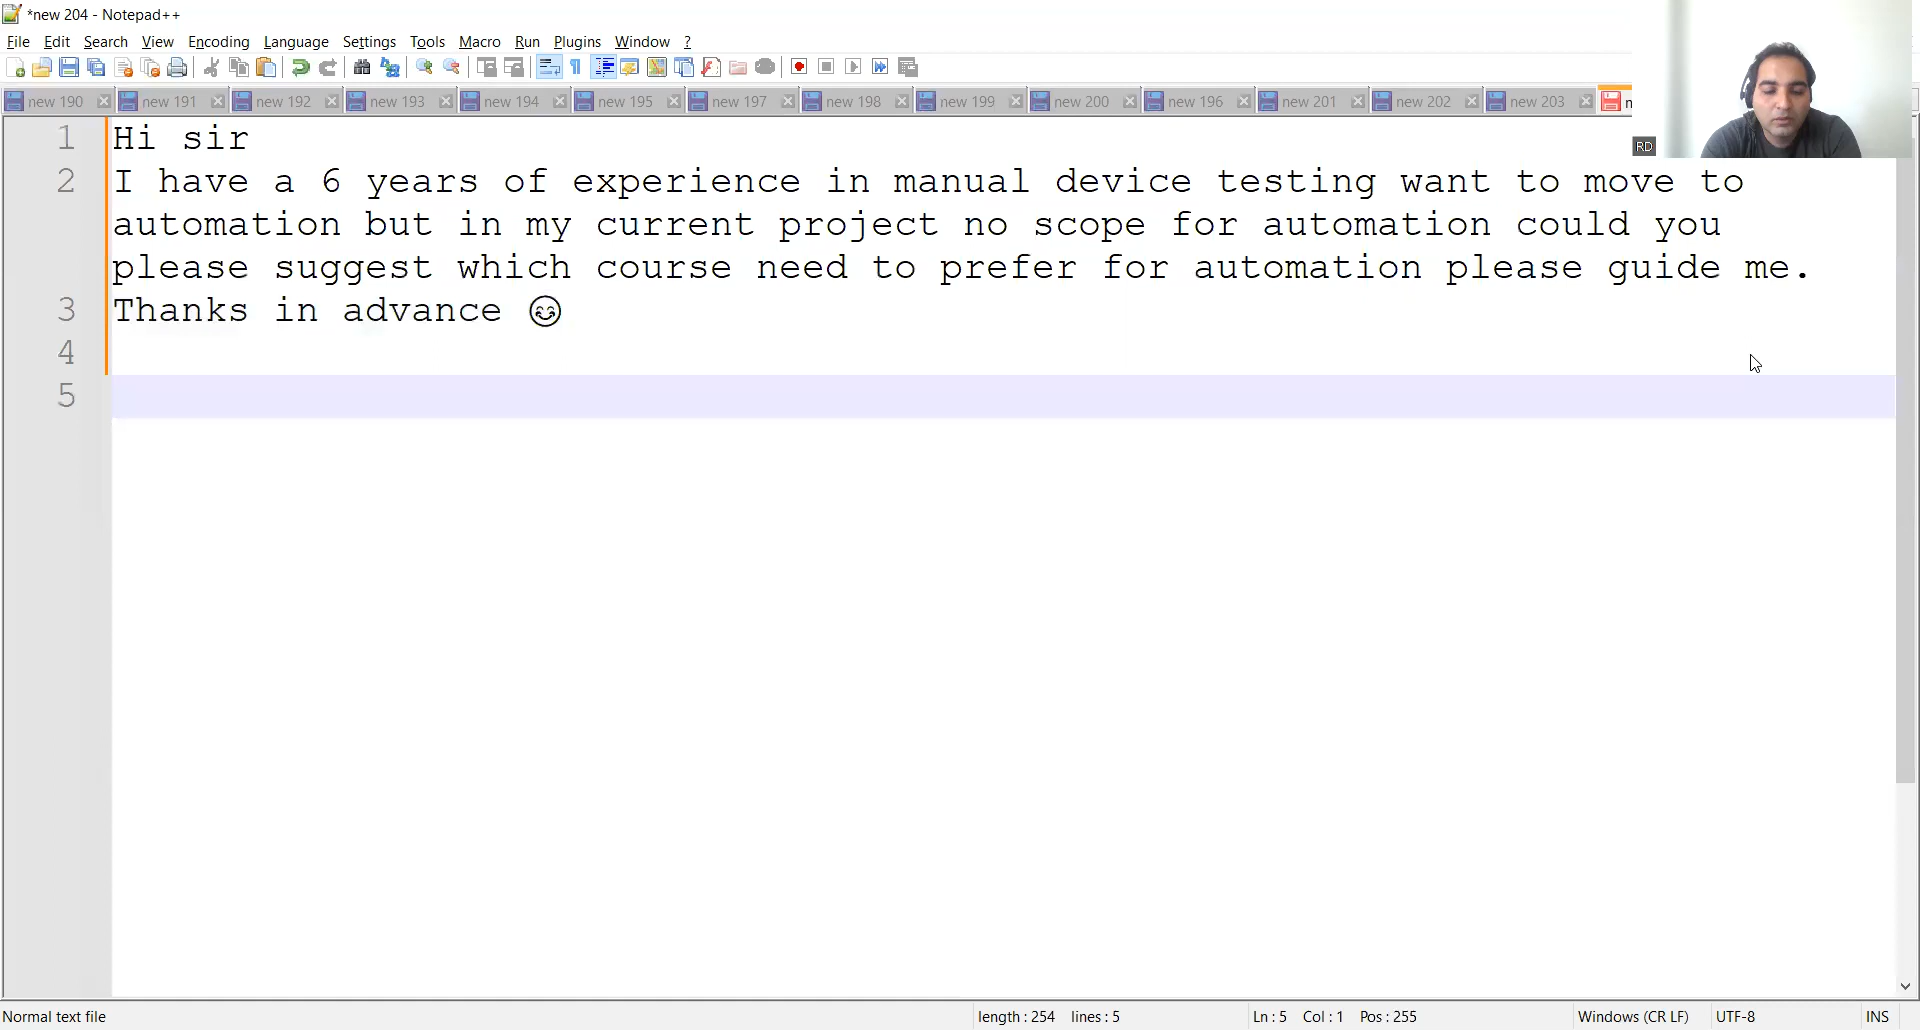 *new 204 - Notepad++
File Edit Search View Encoding Language Settings Tools Macro Run Plugins Window ?
new 190 new 191 new 192 new 193 new 194 new 195 new 197 new 198 new 199 new 200 new 196 new 201 new 202 new 203
RD
1 Hi sir
2 I have a 6 years of experience in manual device testing want to move to
automation but in my current project no scope for automation could you
please suggest which course need to prefer for automation please guide me.
3 Thanks in advance 😊
4
5
Normal text file length : 254 lines : 5 Ln : 5 Col : 1 Pos : 255 Windows (CR LF) UTF-8 INS